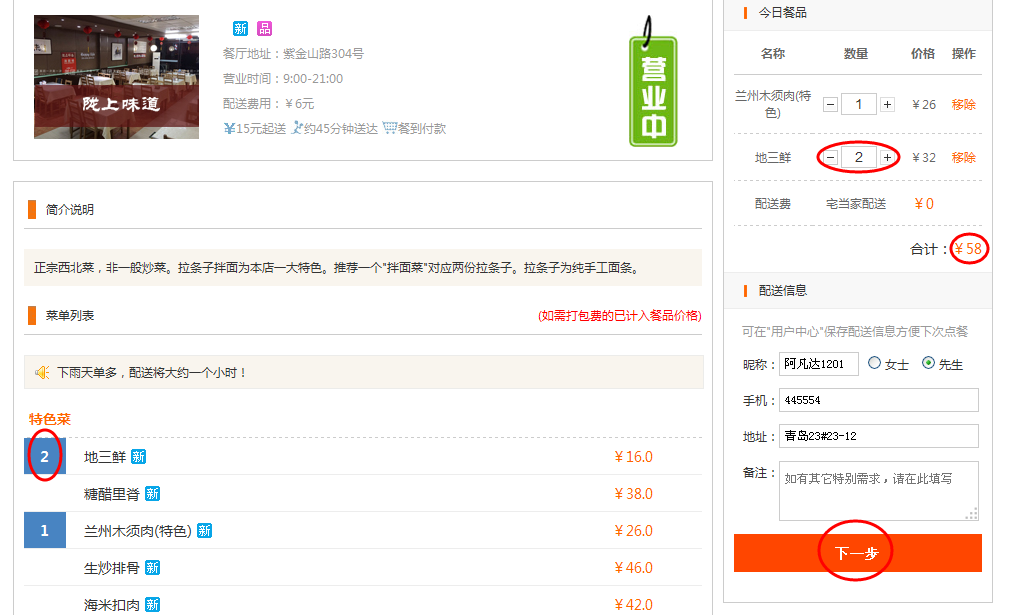 陇上味道
新 品
餐厅地址：紫金山路304号
营业时间：9:00-21:00
配送费用：￥6元
¥15元起送 约45分钟送达 餐到付款
营业中
简介说明
正宗西北菜，非一般炒菜。拉条子拌面为本店一大特色。推荐一个"拌面菜"对应两份拉条子。拉条子为纯手工面条。
菜单列表
(如需打包费的已计入餐品价格)
下雨天单多，配送将大约一个小时！
特色菜
2 地三鲜 新 ￥16.0
糖醋里脊 新 ￥38.0
1 兰州木须肉(特色) 新 ￥26.0
生炒排骨 新 ￥46.0
海米扣肉 新 ￥42.0
今日餐品
名称 数量 价格 操作
兰州木须肉(特
色) − 1 + ￥26 移除
地三鲜 − 2 + ￥32 移除
配送费 宅当家配送 ￥0
合计：￥58
配送信息
可在"用户中心"保存配送信息方便下次点餐
昵称： 阿凡达1201 女士 先生
手机： 445554
地址： 青岛23#23-12
备注： 如有其它特别需求，请在此填写
下一步